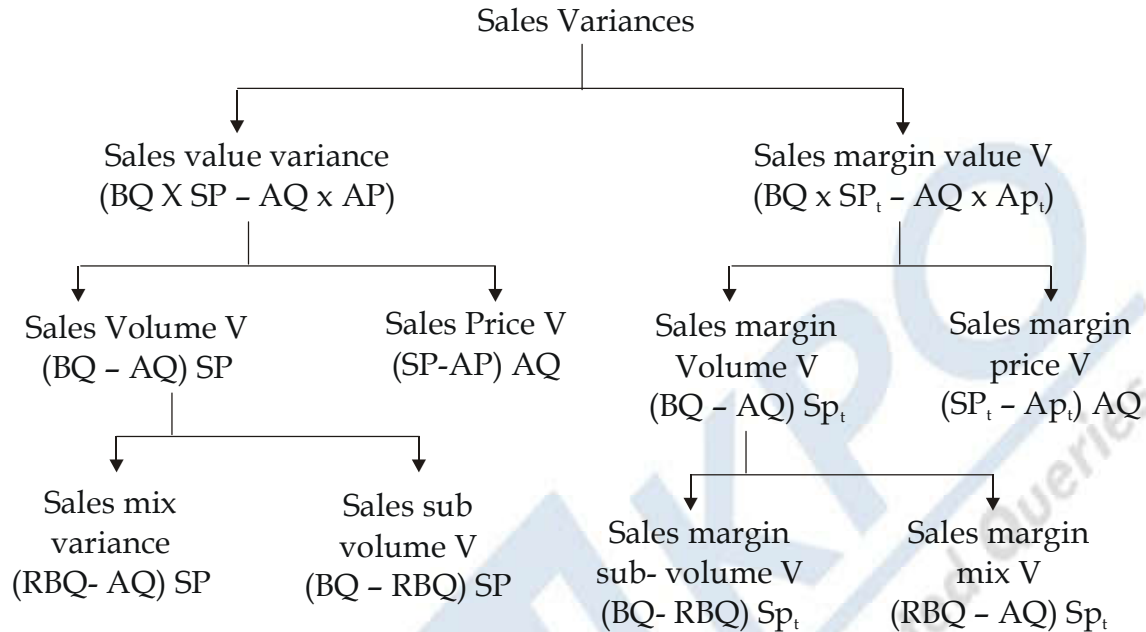 Sales Variances
Sales value variance
(BQ X SP – AQ x AP)
Sales margin value V
(BQ x SPₜ – AQ x Apₜ)
Sales Volume V
(BQ – AQ) SP
Sales Price V
(SP-AP) AQ
Sales margin
Volume V
(BQ – AQ) Spₜ
Sales margin
price V
(SPₜ – Apₜ) AQ
Sales mix
variance
(RBQ- AQ) SP
Sales sub
volume V
(BQ – RBQ) SP
Sales margin
sub- volume V
(BQ- RBQ) Spₜ
Sales margin
mix V
(RBQ – AQ) Spₜ
KPO
Queries